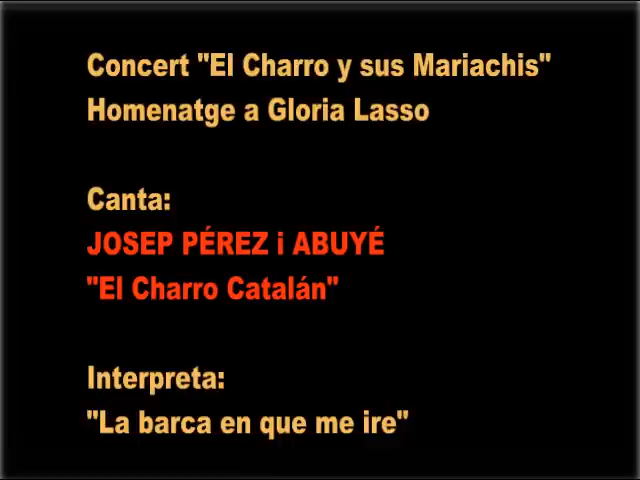 Concert "El Charro y sus Mariachis"
Homenatge a Gloria Lasso
Canta:
JOSEP PÉREZ i ABUYÉ
"El Charro Catalán"
Interpreta:
"La barca en que me ire"